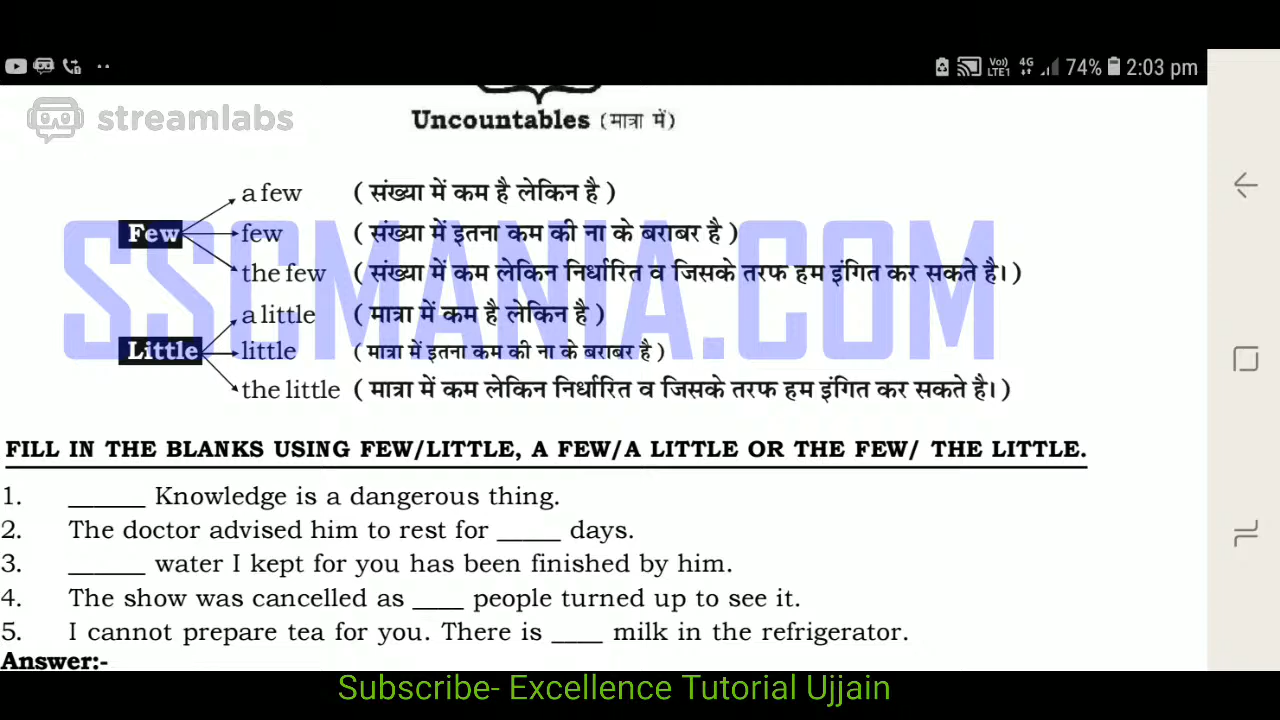 74% 2:03 pm
streamlabs
Uncountables (मात्रा में)
a few ( संख्या में कम है लेकिन है )
Few few ( संख्या में इतना कम की ना के बराबर है )
the few ( संख्या में कम लेकिन निर्धारित व जिसके तरफ हम इंगित कर सकते है। )
a little ( मात्रा में कम है लेकिन है )
Little little ( मात्रा में इतना कम की ना के बराबर है )
the little ( मात्रा में कम लेकिन निर्धारित व जिसके तरफ हम इंगित कर सकते है। )
SSCMANIA.COM
FILL IN THE BLANKS USING FEW/LITTLE, A FEW/A LITTLE OR THE FEW/ THE LITTLE.
1. ______ Knowledge is a dangerous thing.
2. The doctor advised him to rest for _____ days.
3. ______ water I kept for you has been finished by him.
4. The show was cancelled as ____ people turned up to see it.
5. I cannot prepare tea for you. There is ____ milk in the refrigerator.
Answer:-
Subscribe- Excellence Tutorial Ujjain